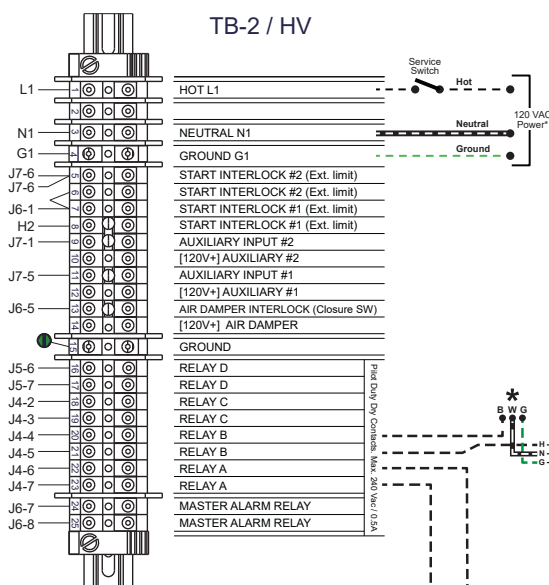 TB-2 / HV
Service
Switch
Hot
120 VAC
Power*
Neutral
Ground
L1 1 HOT L1
2
N1 3 NEUTRAL N1
G1 4 GROUND G1
J7-6 5 START INTERLOCK #2 (Ext. limit)
J7-6 6 START INTERLOCK #2 (Ext. limit)
J6-1 7 START INTERLOCK #1 (Ext. limit)
H2 8 START INTERLOCK #1 (Ext. limit)
J7-1 9 AUXILIARY INPUT #2
10 [120V+] AUXILIARY #2
J7-5 11 AUXILIARY INPUT #1
12 [120V+] AUXILIARY #1
J6-5 13 AIR DAMPER INTERLOCK (Closure SW)
14 [120V+] AIR DAMPER
15 GROUND
J5-6 16 RELAY D
J5-7 17 RELAY D
J4-2 18 RELAY C
J4-3 19 RELAY C
J4-4 20 RELAY B
J4-5 21 RELAY B
J4-6 22 RELAY A
J4-7 23 RELAY A
J6-7 24 MASTER ALARM RELAY
J6-8 25 MASTER ALARM RELAY
Pilot Duty Dry Contacts. Max. 240 Vac / 0.5A
*
B W G
H
N
G